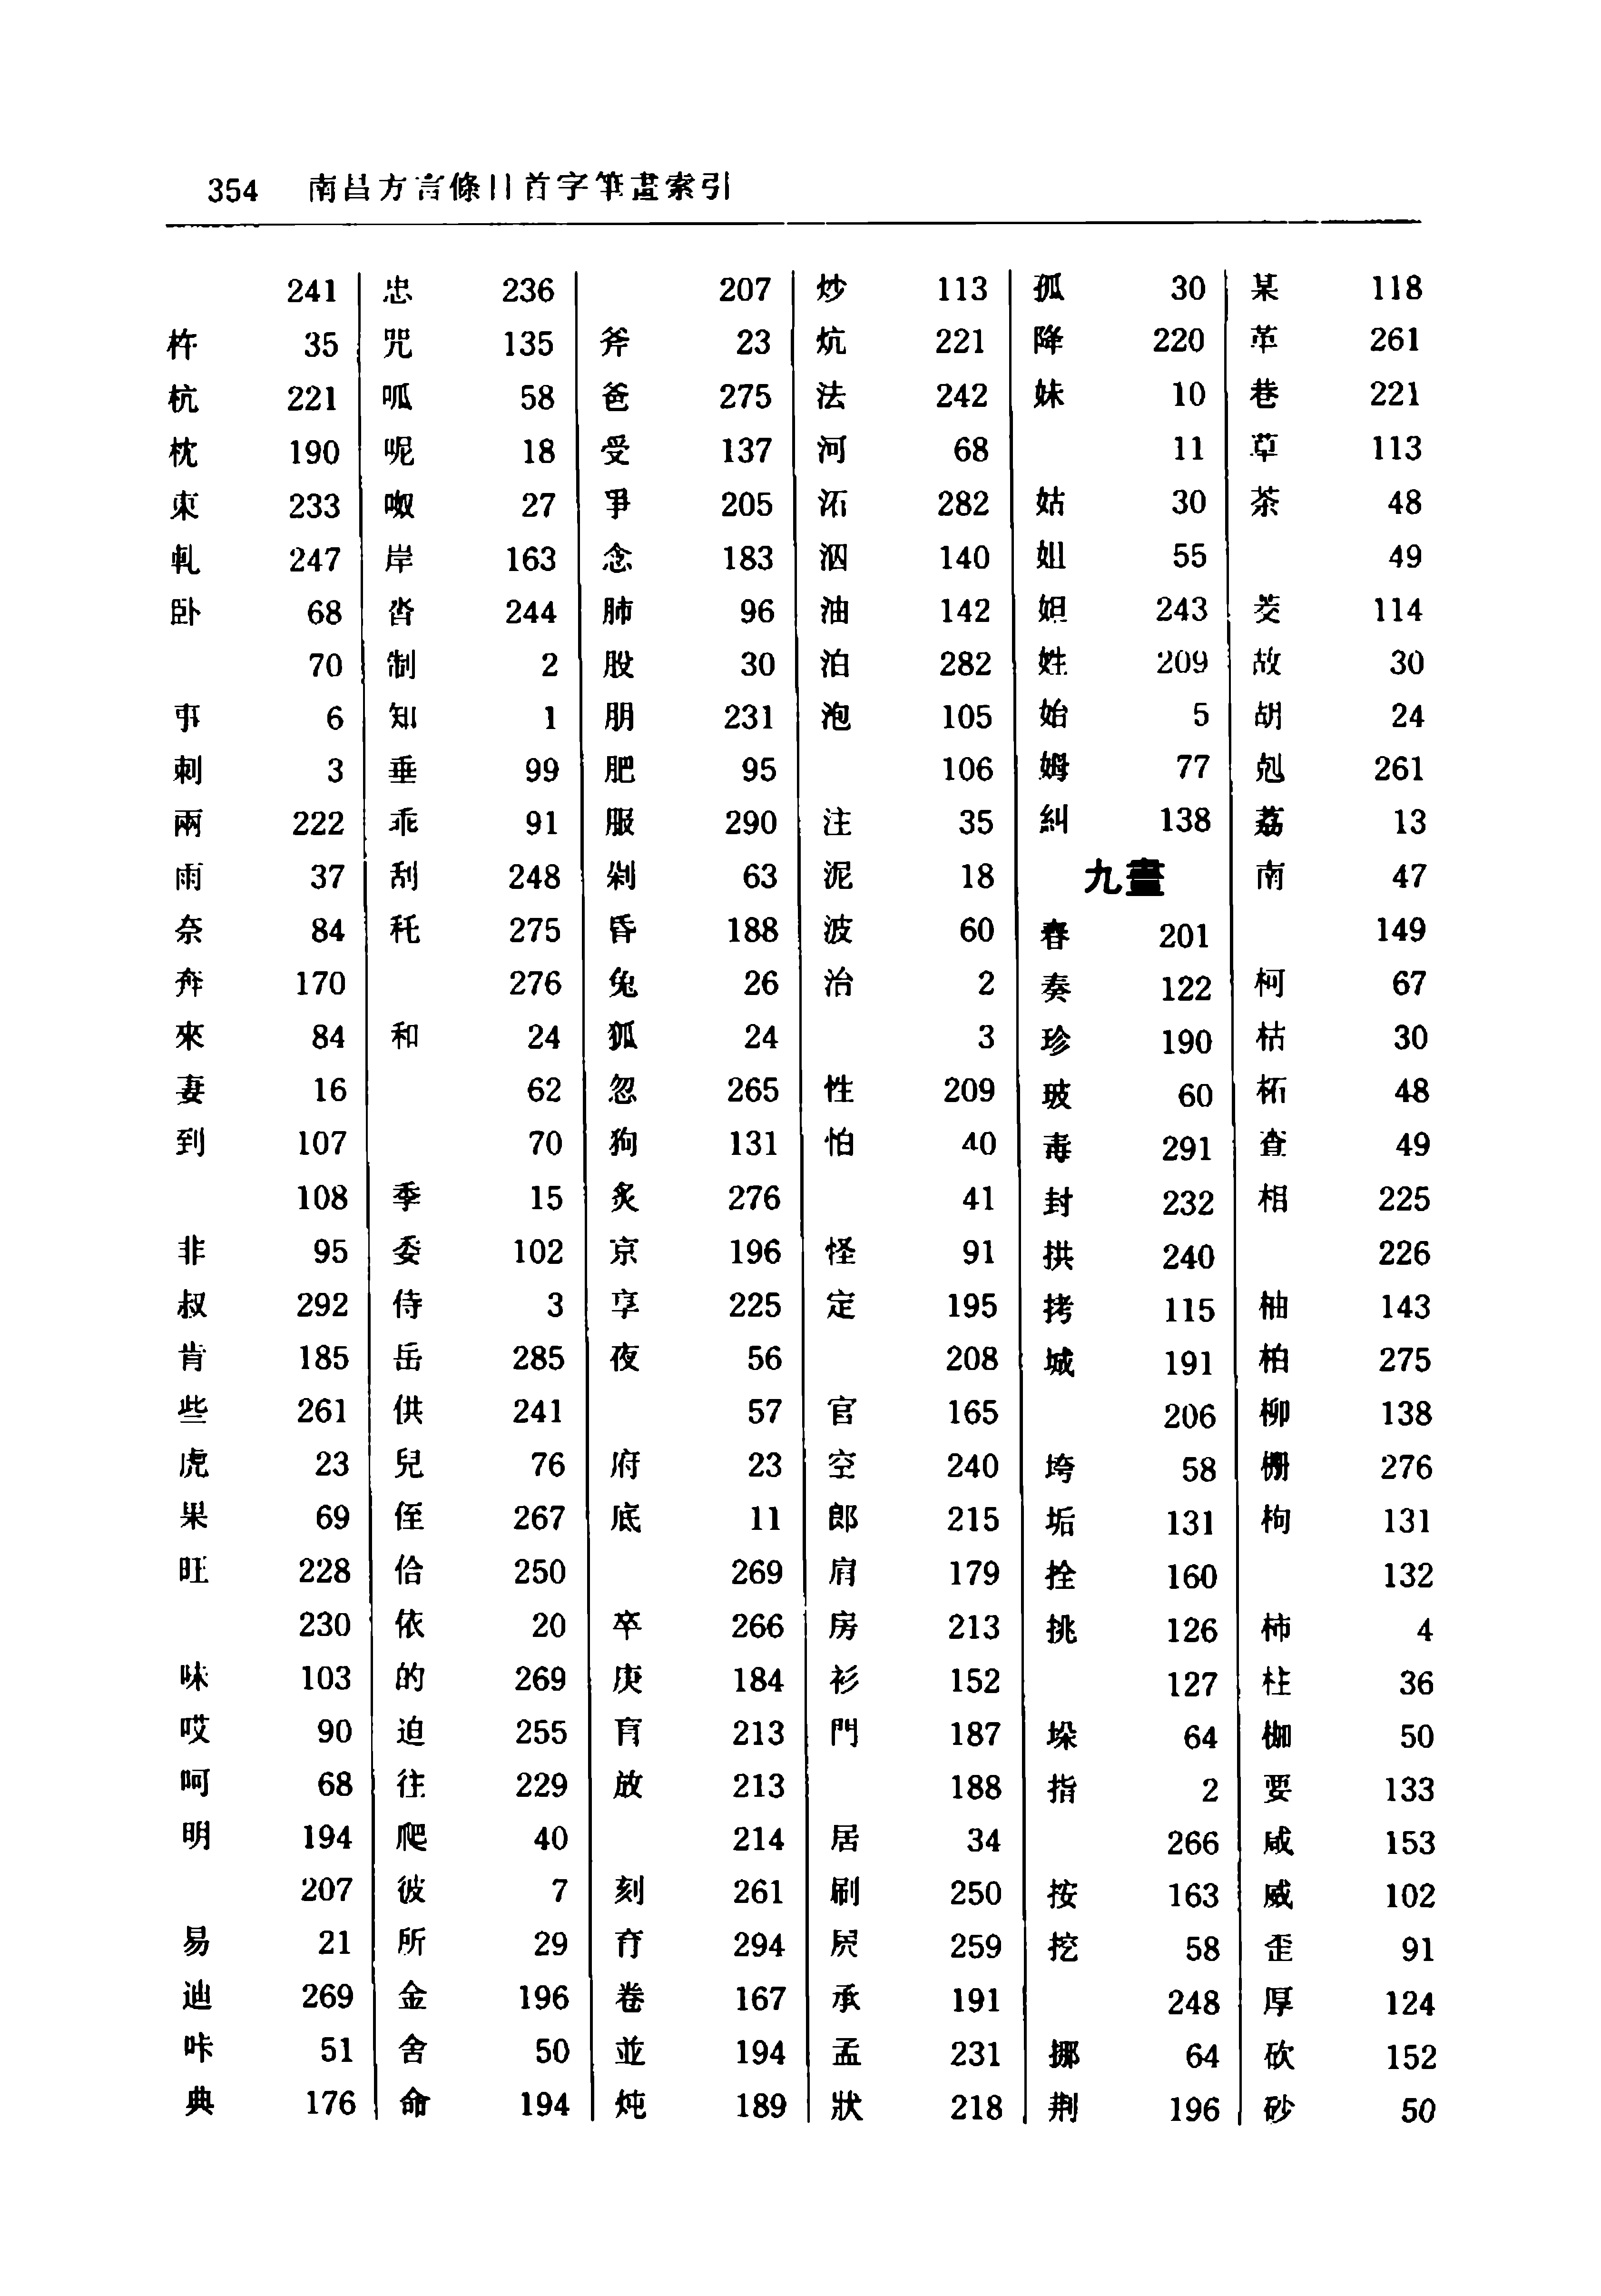 354 南昌方言條目首字筆畫索引
241
杵 35
杭 221
枕 190
東 233
軋 247
卧 68
70
事 6
刺 3
兩 222
雨 37
奈 84
奔 170
來 84
妻 16
到 107
108
非 95
叔 292
肯 185
些 261
虎 23
果 69
旺 228
230
味 103
哎 90
呵 68
明 194
207
易 21
迪 269
咔 51
典 176
忠 236
咒 135
呱 58
呢 18
呶 27
岸 163
沓 244
制 2
知 1
垂 99
乖 91
刮 248
秅 275
276
和 24
62
70
季 15
委 102
侍 3
岳 285
供 241
兒 76
侄 267
佮 250
依 20
的 269
迫 255
往 229
爬 40
彼 7
所 29
金 196
舍 50
命 194
207
斧 23
爸 275
受 137
爭 205
念 183
肺 96
股 30
朋 231
肥 95
服 290
剁 63
昏 188
兔 26
狐 24
忽 265
狗 131
炙 276
京 196
享 225
夜 56
57
府 23
底 11
269
卒 266
庚 184
肓 213
放 213
214
刻 261
育 294
卷 167
並 194
炖 189
炒 113
炕 221
法 242
河 68
沰 282
泗 140
油 142
泊 282
泡 105
106
注 35
泥 18
波 60
治 2
3
性 209
怕 40
41
怪 91
定 195
208
官 165
空 240
郎 215
肩 179
房 213
衫 152
門 187
188
居 34
刷 250
259
承 191
孟 231
狀 218
孤 30
降 220
妹 10
11
姑 30
姐 55
妲 243
姓 209
始 5
姆 77
糾 138
九畫
春 201
奏 122
珍 190
玻 60
毒 291
封 232
拱 240
拷 115
城 191
206
垮 58
垢 131
拴 160
挑 126
127
垛 64
指 2
266
按 163
挖 58
248
挪 64
荆 196
某 118
革 261
巷 221
草 113
茶 48
49
茭 114
故 30
胡 24
剋 261
荔 13
南 47
149
柯 67
枯 30
柘 48
查 49
相 225
226
柚 143
柏 275
柳 138
栅 276
枸 131
132
柿 4
柱 36
枷 50
要 133
咸 153
威 102
歪 91
厚 124
砍 152
砂 50